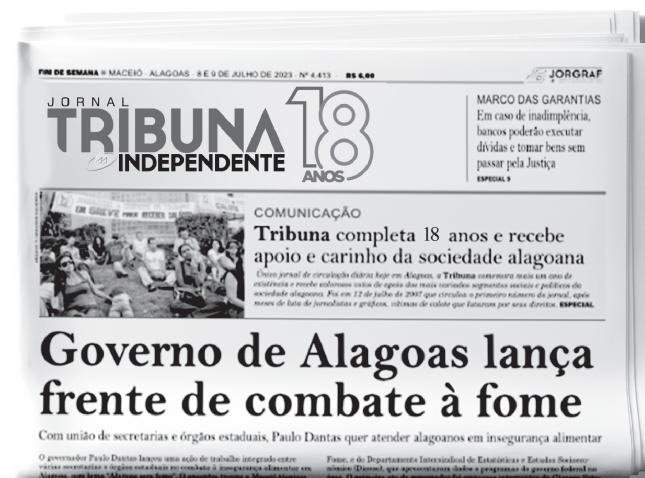 FIM DE SEMANA ■ MACEIÓ - ALAGOAS - 8 E 9 DE JULHO DE 2023 - Nº 4.413 - R$ 6,00
JORGRAF
JORNAL
TRIBUNA
INDEPENDENTE
18
ANOS
MARCO DAS GARANTIAS
Em caso de inadimplência,
bancos poderão executar
dívidas e tomar bens sem
passar pela Justiça
ESPECIAL 9
EM GREVE PARA RECEBER
COMUNICAÇÃO
Tribuna completa 18 anos e recebe
apoio e carinho da sociedade alagoana
Único jornal de circulação diária hoje em Alagoas, a Tribuna comemora mais um ano de
existência e recebe calorosos votos de apoio dos mais variados segmentos sociais e políticos da
sociedade alagoana. Foi em 12 de julho de 2007 que circulou o primeiro número do jornal, após
meses de luta de jornalistas e gráficos, vítimas de calote que lutaram por seus direitos. ESPECIAL
Governo de Alagoas lança
frente de combate à fome
Com união de secretarias e órgãos estaduais, Paulo Dantas quer atender alagoanos em insegurança alimentar
O governador Paulo Dantas lançou uma ação de trabalho integrado entre
várias secretarias e órgãos estaduais no combate à insegurança alimentar em
Fome, e do Departamento Intersindical de Estatísticas e Estudos Socioeco-
nômico (Dieese), que apresentaram dados e programas do governo federal na